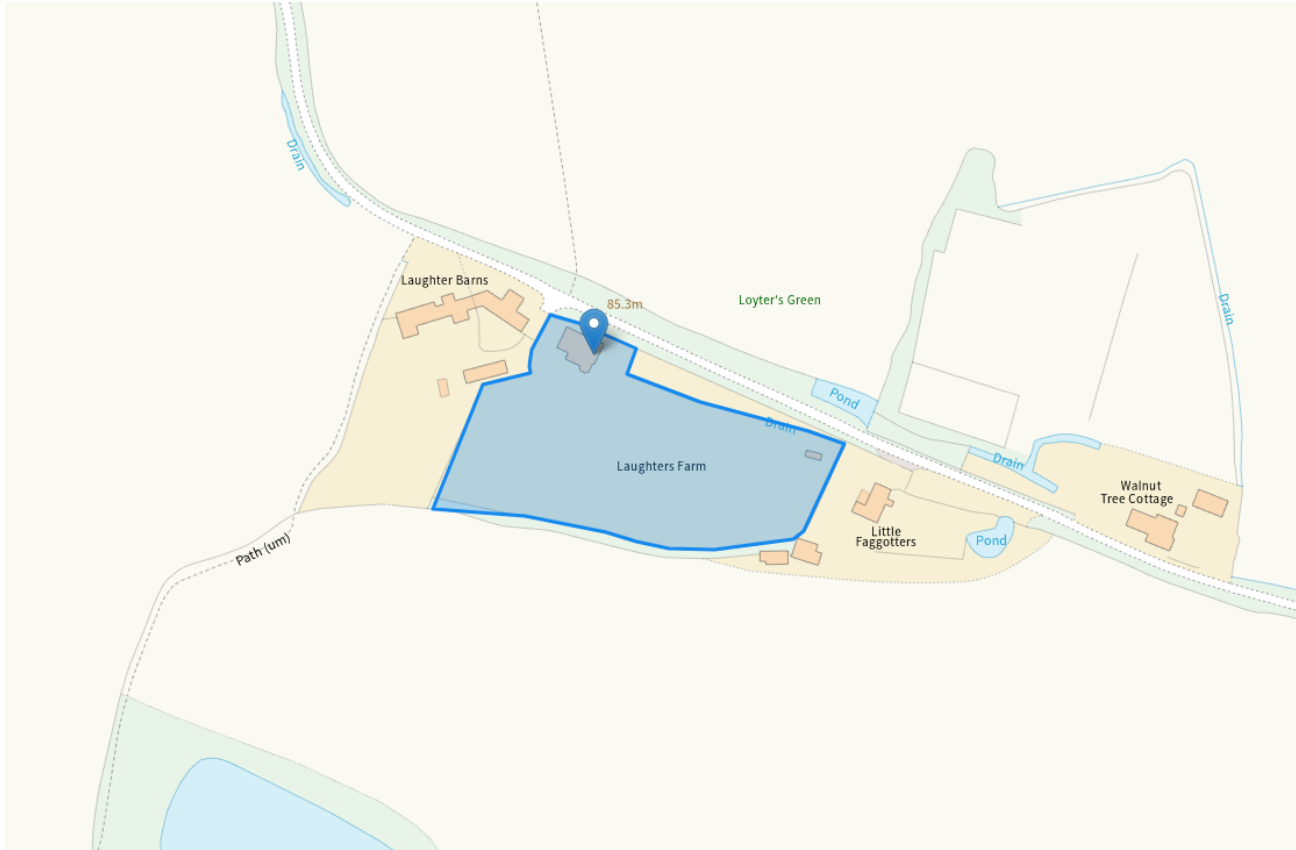 Drain
Laughter Barns
85.3m
Loyter's Green
Drain
Pond
Drain
Laughters Farm
Drain
Walnut
Tree Cottage
Little
Faggotters
Pond
Path (um)